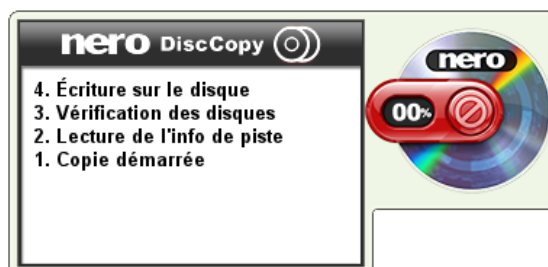 nero DiscCopy
4. Écriture sur le disque
3. Vérification des disques
2. Lecture de l'info de piste
1. Copie démarrée
nero
00%